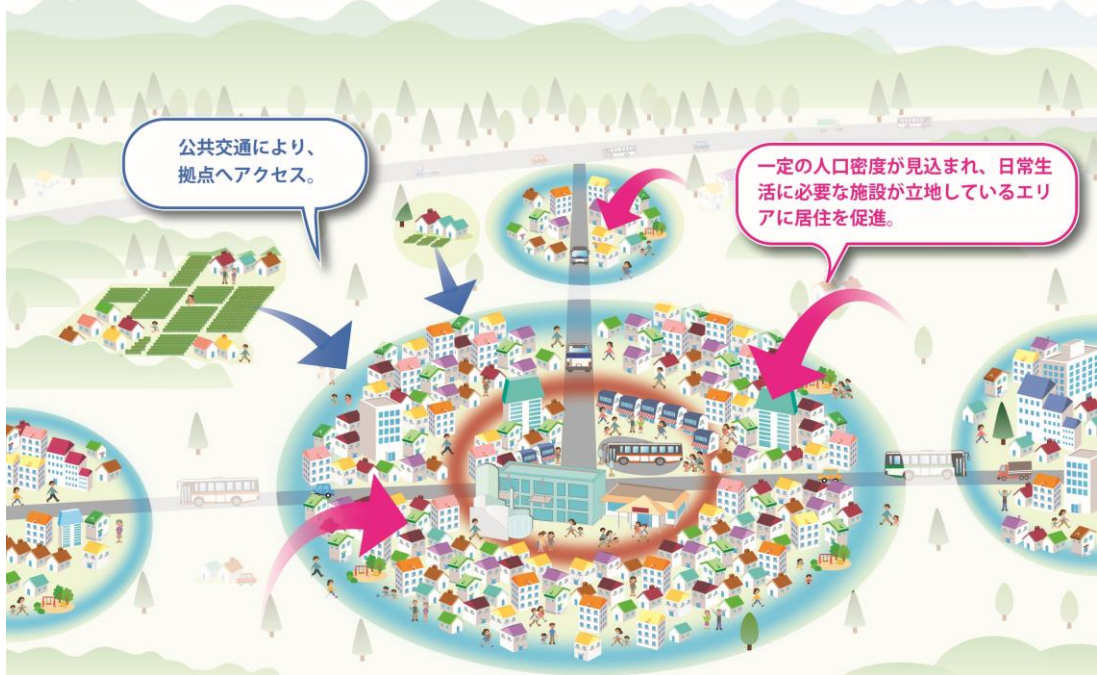 公共交通により、
拠点へアクセス。
一定の人口密度が見込まれ、日常生
活に必要な施設が立地しているエリ
アに居住を促進。